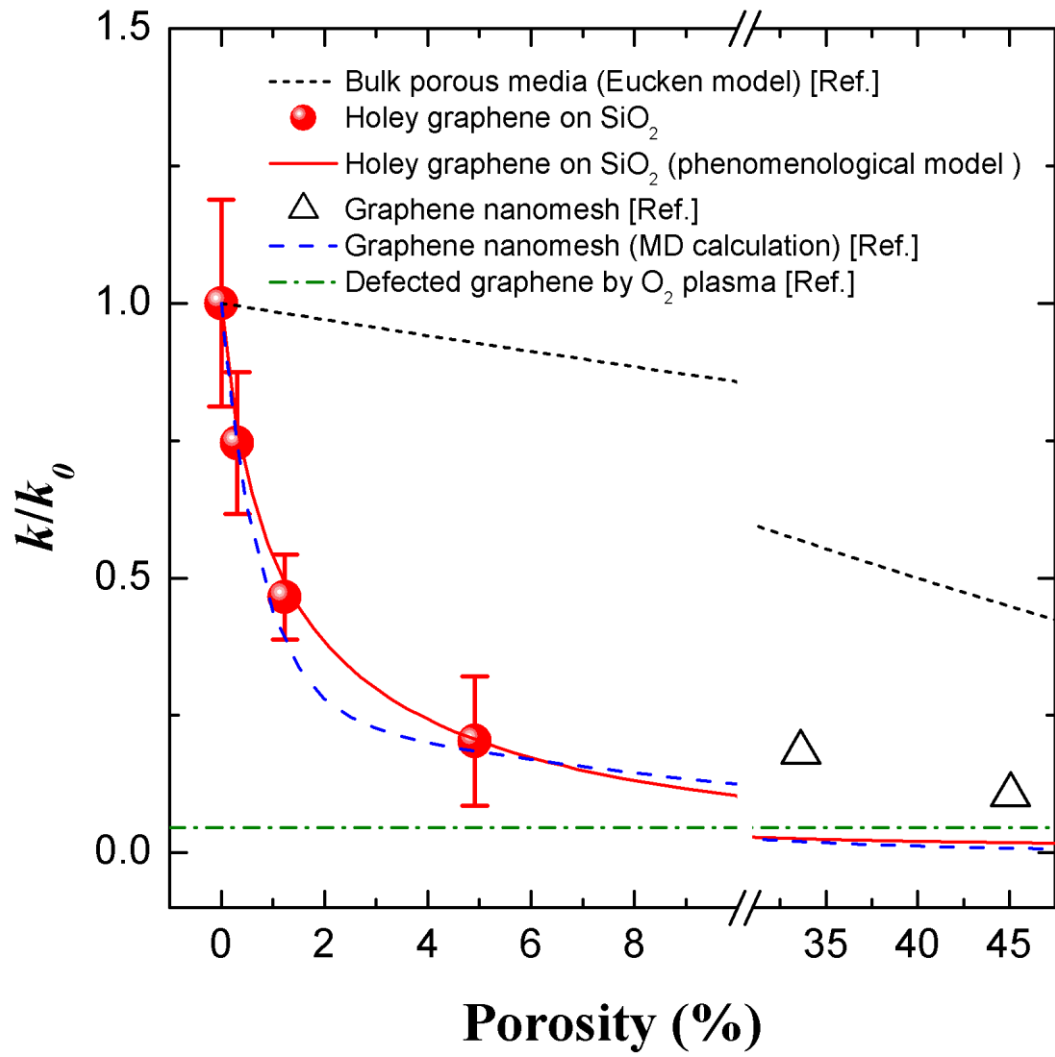 1.5
Bulk porous media (Eucken model) [Ref.]
Holey graphene on SiO₂
Holey graphene on SiO₂ (phenomenological model )
Graphene nanomesh [Ref.]
Graphene nanomesh (MD calculation) [Ref.]
Defected graphene by O₂ plasma [Ref.]
1.0
k/k₀
0.5
0.0
0 2 4 6 8 35 40 45
Porosity (%)